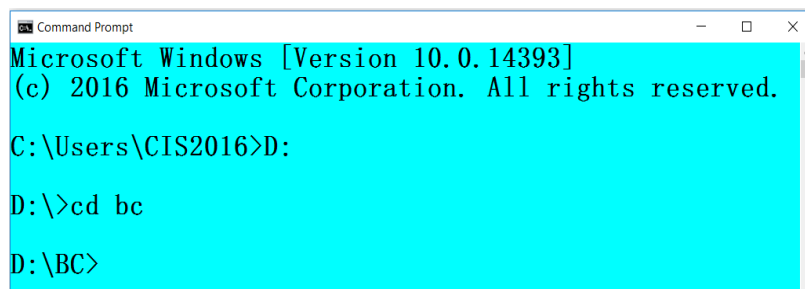 Command Prompt
Microsoft Windows [Version 10.0.14393]
(c) 2016 Microsoft Corporation. All rights reserved.
C:\Users\CIS2016>D:
D:\>cd bc
D:\BC>